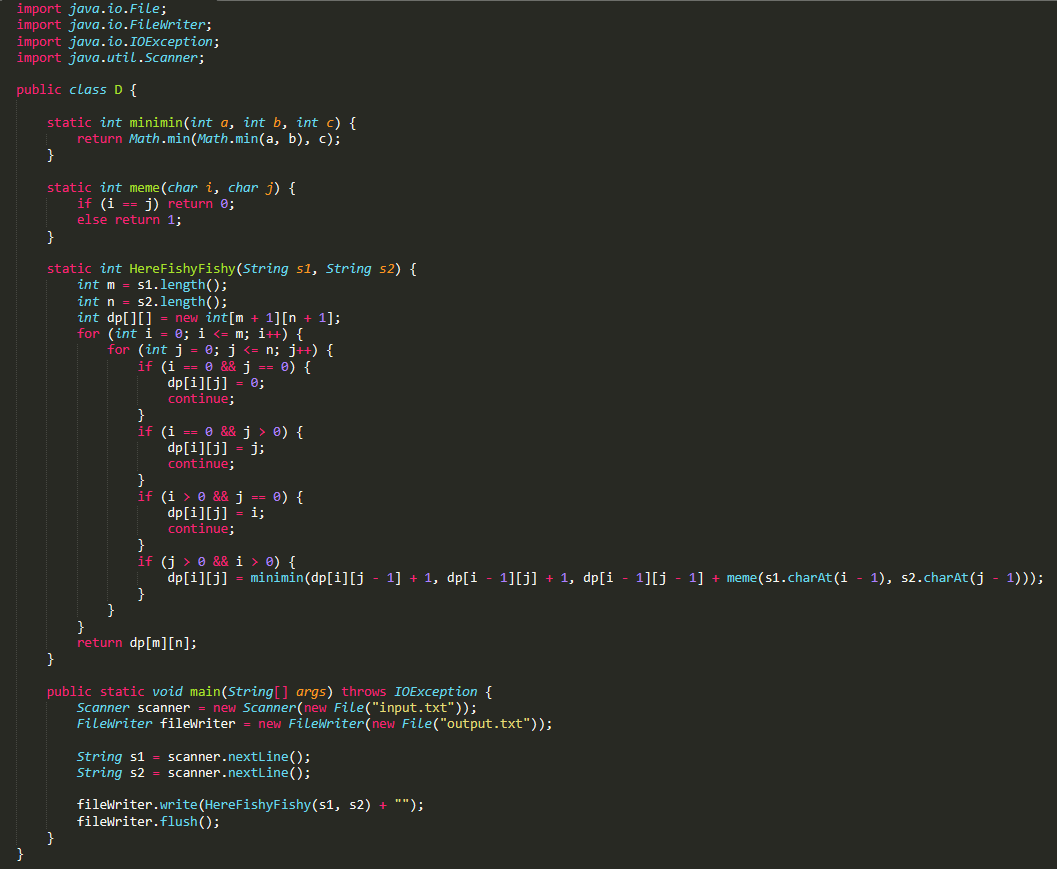 import java.io.File;
import java.io.FileWriter;
import java.io.IOException;
import java.util.Scanner;

public class D {

    static int minimin(int a, int b, int c) {
        return Math.min(Math.min(a, b), c);
    }

    static int meme(char i, char j) {
        if (i == j) return 0;
        else return 1;
    }

    static int HereFishyFishy(String s1, String s2) {
        int m = s1.length();
        int n = s2.length();
        int dp[][] = new int[m + 1][n + 1];
        for (int i = 0; i <= m; i++) {
            for (int j = 0; j <= n; j++) {
                if (i == 0 && j == 0) {
                    dp[i][j] = 0;
                    continue;
                }
                if (i == 0 && j > 0) {
                    dp[i][j] = j;
                    continue;
                }
                if (i > 0 && j == 0) {
                    dp[i][j] = i;
                    continue;
                }
                if (j > 0 && i > 0) {
                    dp[i][j] = minimin(dp[i][j - 1] + 1, dp[i - 1][j] + 1, dp[i - 1][j - 1] + meme(s1.charAt(i - 1), s2.charAt(j - 1)));
                }
            }
        }
        return dp[m][n];
    }

    public static void main(String[] args) throws IOException {
        Scanner scanner = new Scanner(new File("input.txt"));
        FileWriter fileWriter = new FileWriter(new File("output.txt"));

        String s1 = scanner.nextLine();
        String s2 = scanner.nextLine();

        fileWriter.write(HereFishyFishy(s1, s2) + "");
        fileWriter.flush();
    }
}